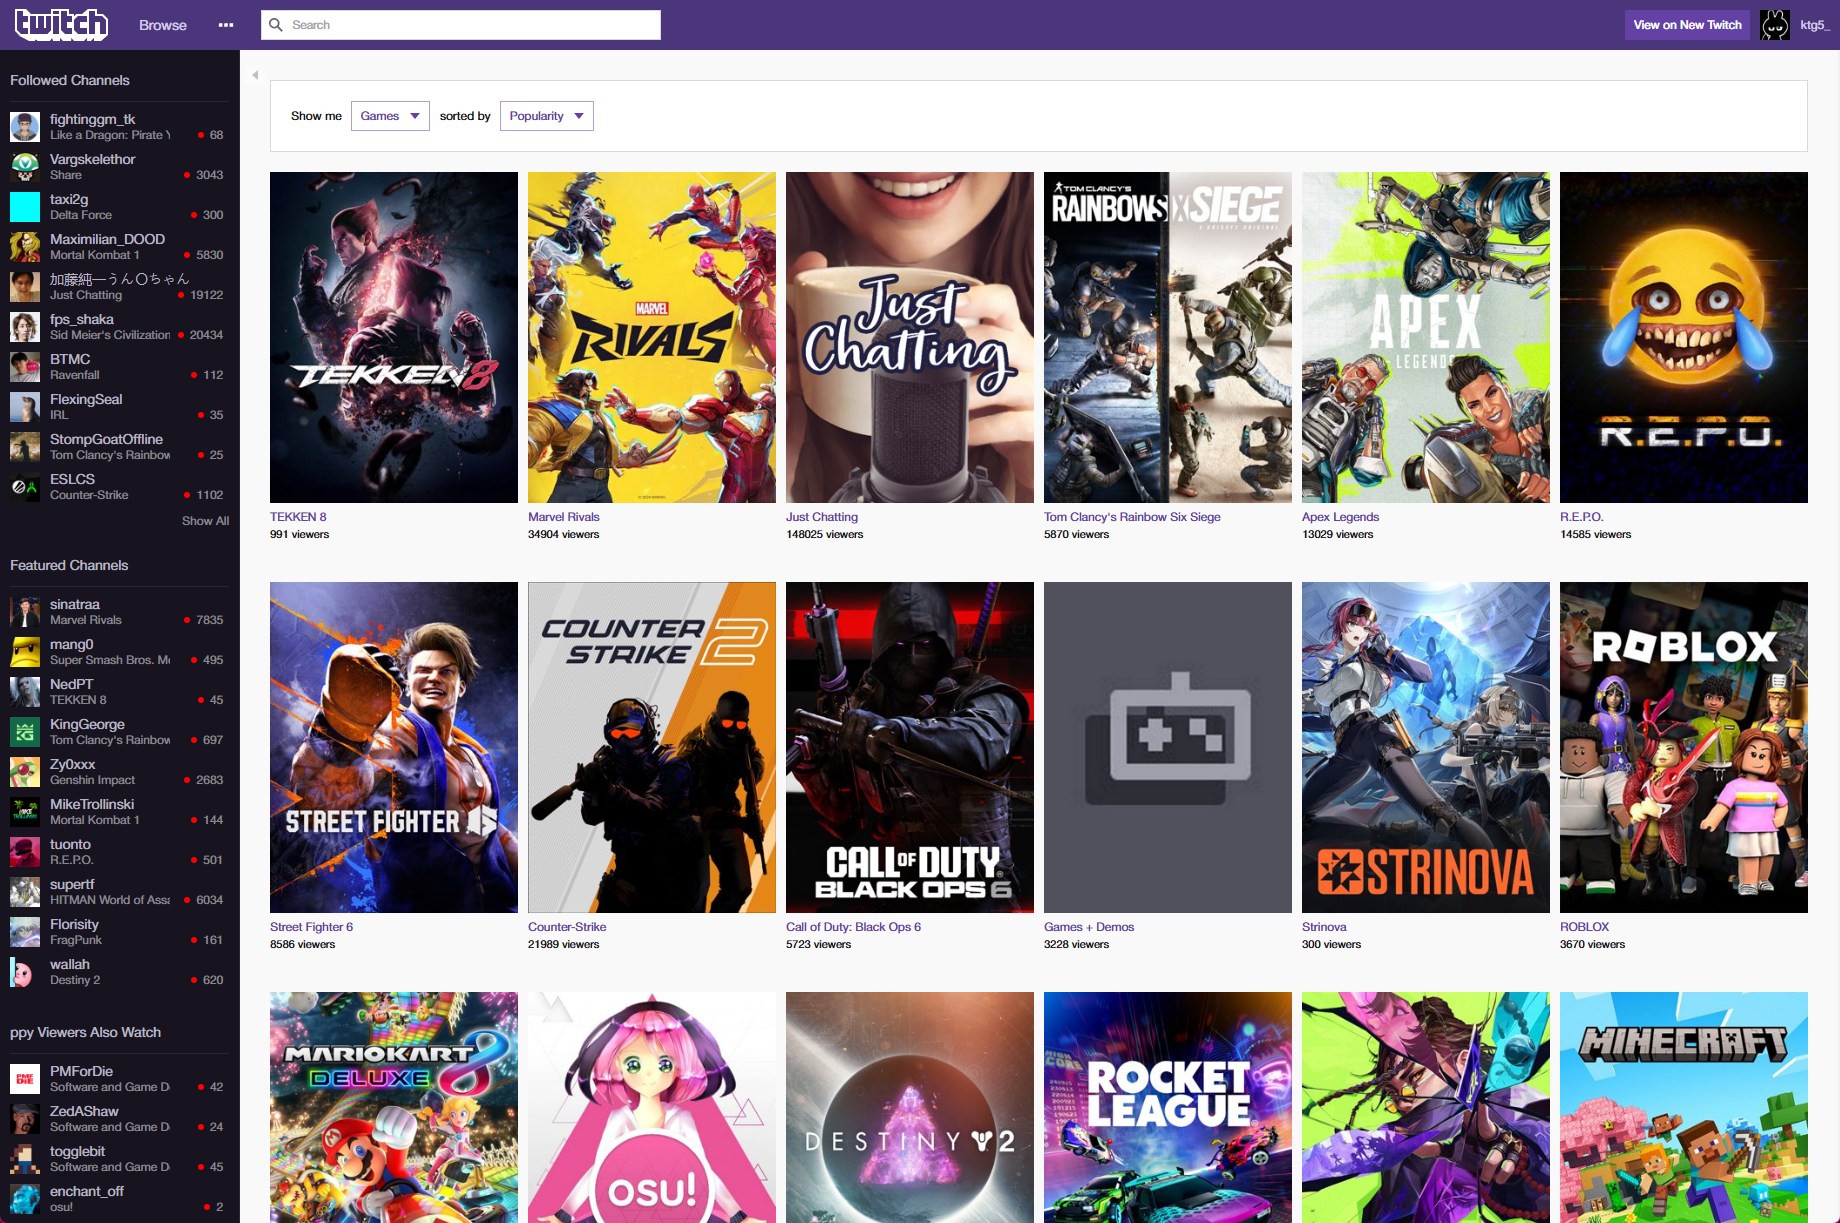 twitch
Browse
Search
View on New Twitch
ktg5_
Followed Channels
fightinggm_tk
Like a Dragon: Pirate Y
68
Vargskelethor
Share
3043
taxi2g
Delta Force
300
Maximilian_DOOD
Mortal Kombat 1
5830
加藤純一うん〇ちゃん
Just Chatting
19122
fps_shaka
Sid Meier's Civilization
20434
BTMC
Ravenfall
112
FlexingSeal
IRL
35
StompGoatOffline
Tom Clancy's Rainbow
25
ESLCS
Counter-Strike
1102
Show All
Featured Channels
sinatraa
Marvel Rivals
7835
mang0
Super Smash Bros. Me
495
NedPT
TEKKEN 8
45
KingGeorge
Tom Clancy's Rainbow
697
Zy0xxx
Genshin Impact
2683
MikeTrollinski
Mortal Kombat 1
144
tuonto
R.E.P.O.
501
supertf
HITMAN World of Assa
6034
Florisity
FragPunk
161
wallah
Destiny 2
620
ppy Viewers Also Watch
PMForDie
Software and Game D
42
ZedAShaw
Software and Game D
24
togglebit
Software and Game D
45
enchant_off
osu!
2
Show me Games sorted by Popularity
TEKKEN 8
TEKKEN 8
991 viewers
MARVEL
RIVALS
Marvel Rivals
34904 viewers
Just
Chatting
Just Chatting
148025 viewers
TOM CLANCY'S
RAINBOW SIX SIEGE
Tom Clancy's Rainbow Six Siege
5870 viewers
APEX
LEGENDS
Apex Legends
13029 viewers
R.E.P.O.
R.E.P.O.
14585 viewers
STREET FIGHTER 6
Street Fighter 6
8586 viewers
COUNTER
STRIKE 2
Counter-Strike
21989 viewers
CALL OF DUTY
BLACK OPS 6
Call of Duty: Black Ops 6
5723 viewers
Games + Demos
3228 viewers
STRINOVA
Strinova
300 viewers
ROBLOX
ROBLOX
3670 viewers
MARIOKART 8
DELUXE
osu!
DESTINY 2
ROCKET
LEAGUE
MINECRAFT